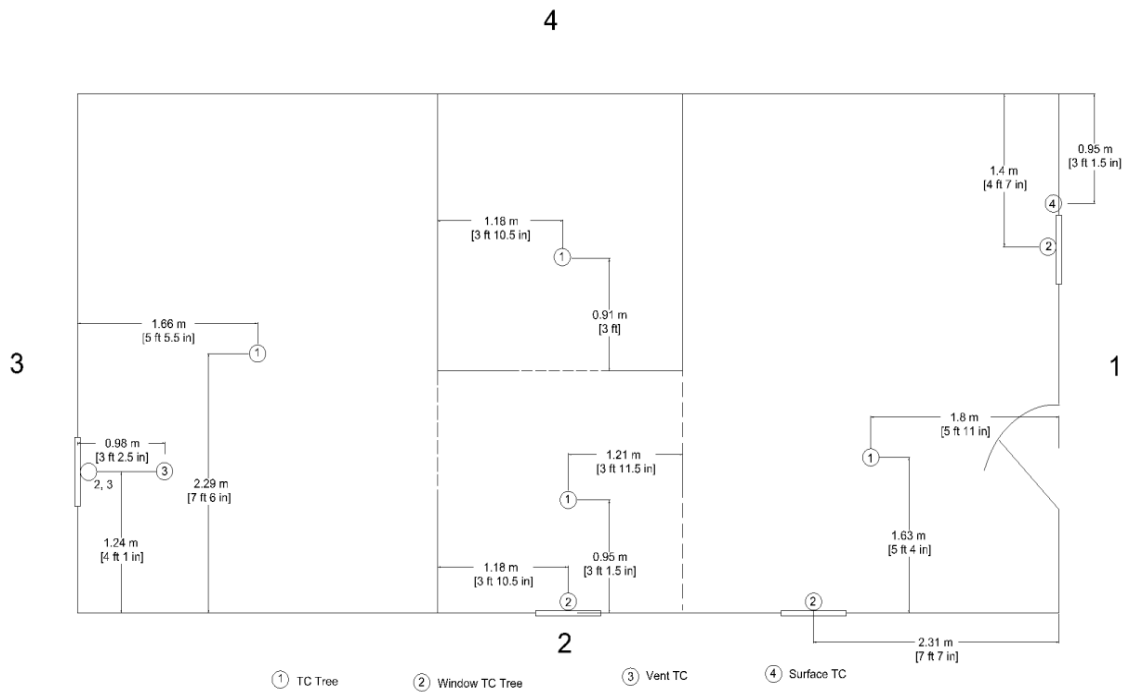 4
0.95 m
[3 ft 1.5 in]
1.4 m
[4 ft 7 in]
4
2
1.18 m
[3 ft 10.5 in]
1
0.91 m
[3 ft]
1.66 m
[5 ft 5.5 in]
1
3
1
1.8 m
[5 ft 11 in]
0.98 m
[3 ft 2.5 in]
3
2, 3
2.29 m
[7 ft 6 in]
1.21 m
[3 ft 11.5 in]
1
1
1.24 m
[4 ft 1 in]
1.63 m
[5 ft 4 in]
0.95 m
[3 ft 1.5 in]
1.18 m
[3 ft 10.5 in]
2
2
2
2.31 m
[7 ft 7 in]
1 TC Tree
2 Window TC Tree
3 Vent TC
4 Surface TC